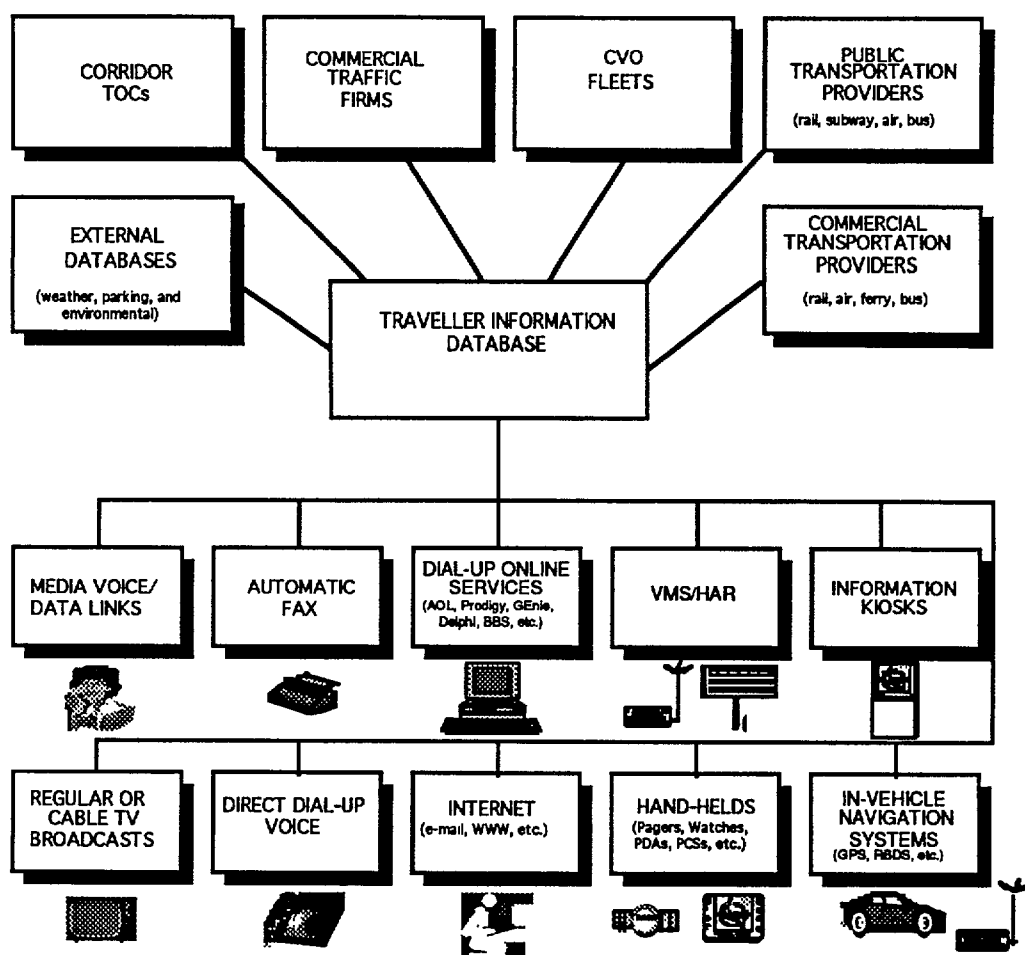 CORRIDOR
TOCs
COMMERCIAL
TRAFFIC
FIRMS
CVO
FLEETS
PUBLIC
TRANSPORTATION
PROVIDERS
(rail, subway, air, bus)
EXTERNAL
DATABASES
(weather, parking, and
environmental)
COMMERCIAL
TRANSPORTATION
PROVIDERS
(rail, air, ferry, bus)
TRAVELLER INFORMATION
DATABASE
MEDIA VOICE/
DATA LINKS
AUTOMATIC
FAX
DIAL-UP ONLINE
SERVICES
(AOL, Prodigy, GEnie,
Delphi, BBS, etc.)
VMS/HAR
INFORMATION
KIOSKS
REGULAR OR
CABLE TV
BROADCASTS
DIRECT DIAL-UP
VOICE
INTERNET
(e-mail, WWW, etc.)
HAND-HELDS
(Pagers, Watches,
PDAs, PCSs, etc.)
IN-VEHICLE
NAVIGATION
SYSTEMS
(GPS, RBDS, etc.)